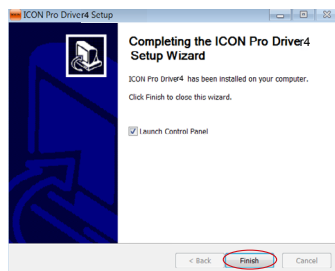 ICON Pro Driver4 Setup
Completing the ICON Pro Driver4
Setup Wizard
ICON Pro Driver4 has been installed on your computer.
Click Finish to close this wizard.
Launch Control Panel
< Back Finish Cancel